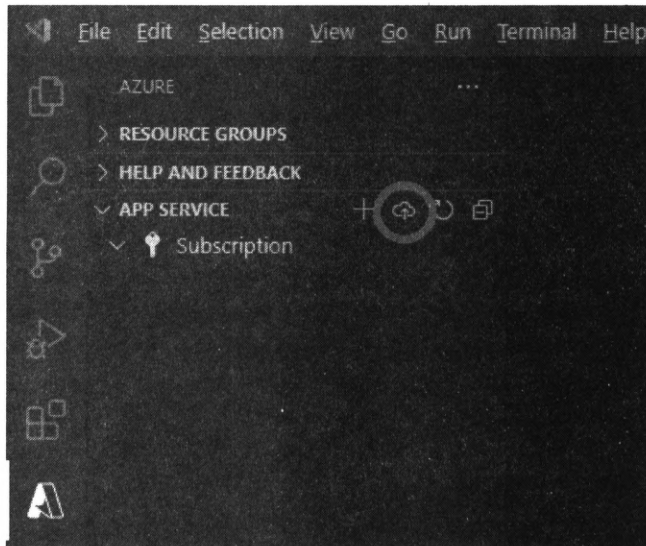 File Edit Selection View Go Run Terminal Help
AZURE
RESOURCE GROUPS
HELP AND FEEDBACK
APP SERVICE
Subscription